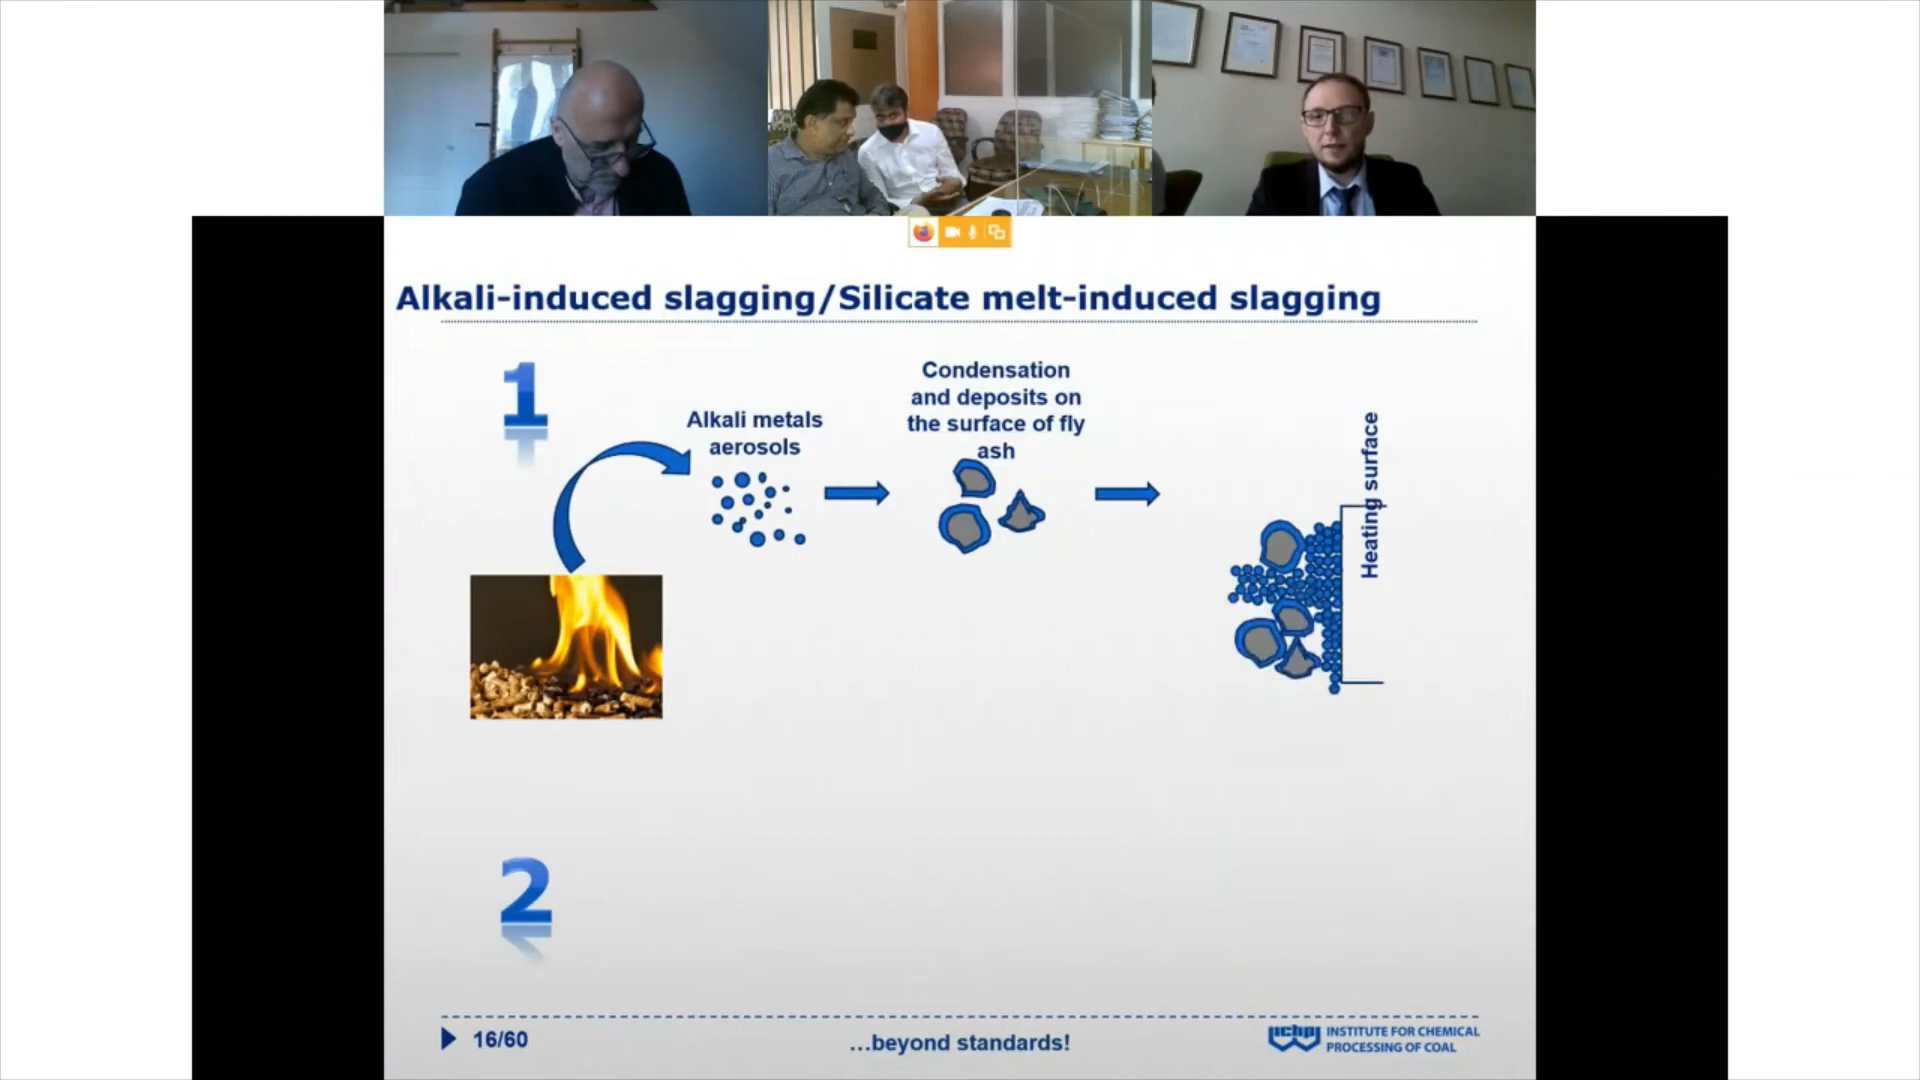 Alkali-induced slagging/Silicate melt-induced slagging
1
Alkali metals
aerosols
Condensation
and deposits on
the surface of fly
ash
Heating surface
2
16/60
...beyond standards!
ichpw
INSTITUTE FOR CHEMICAL
PROCESSING OF COAL